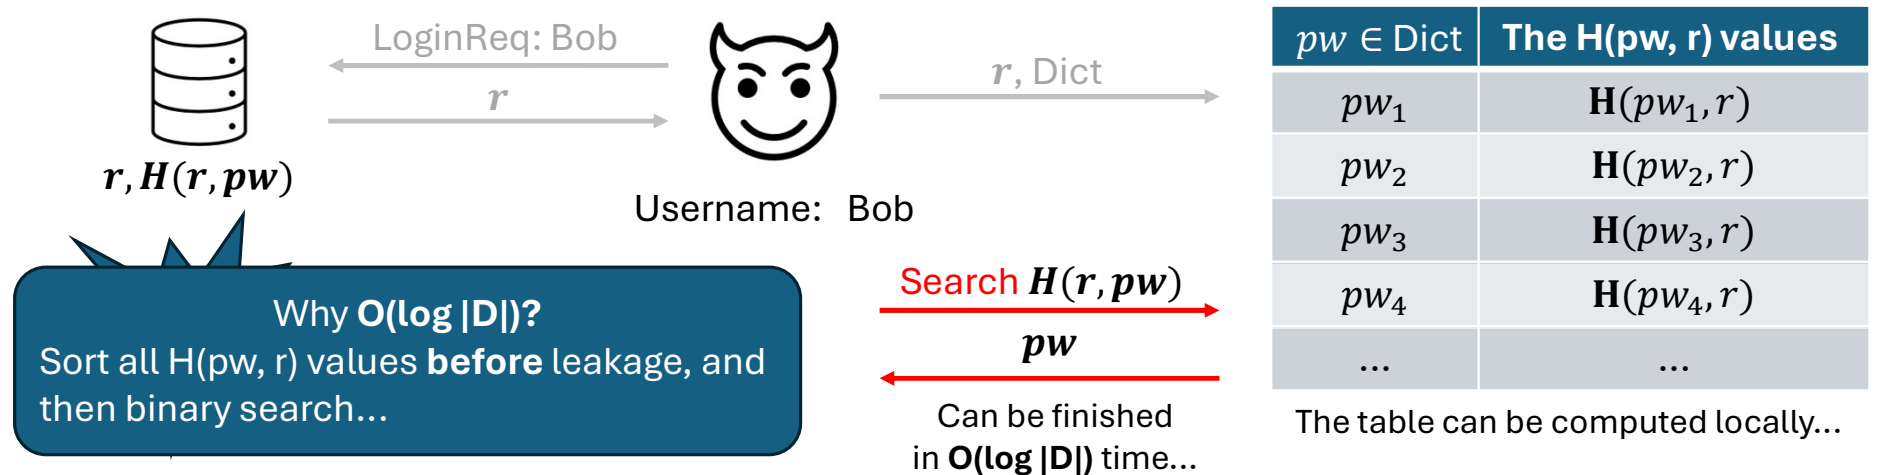 LoginReq: Bob
r
r, H(r, pw)
Username: Bob
r, Dict
Why O(log |D|)?
Sort all H(pw, r) values before leakage, and
then binary search...
Search H(r, pw)
pw
Can be finished
in O(log |D|) time...
pw ∈ Dict The H(pw, r) values
pw₁ H(pw₁, r)
pw₂ H(pw₂, r)
pw₃ H(pw₃, r)
pw₄ H(pw₄, r)
... ...
The table can be computed locally...